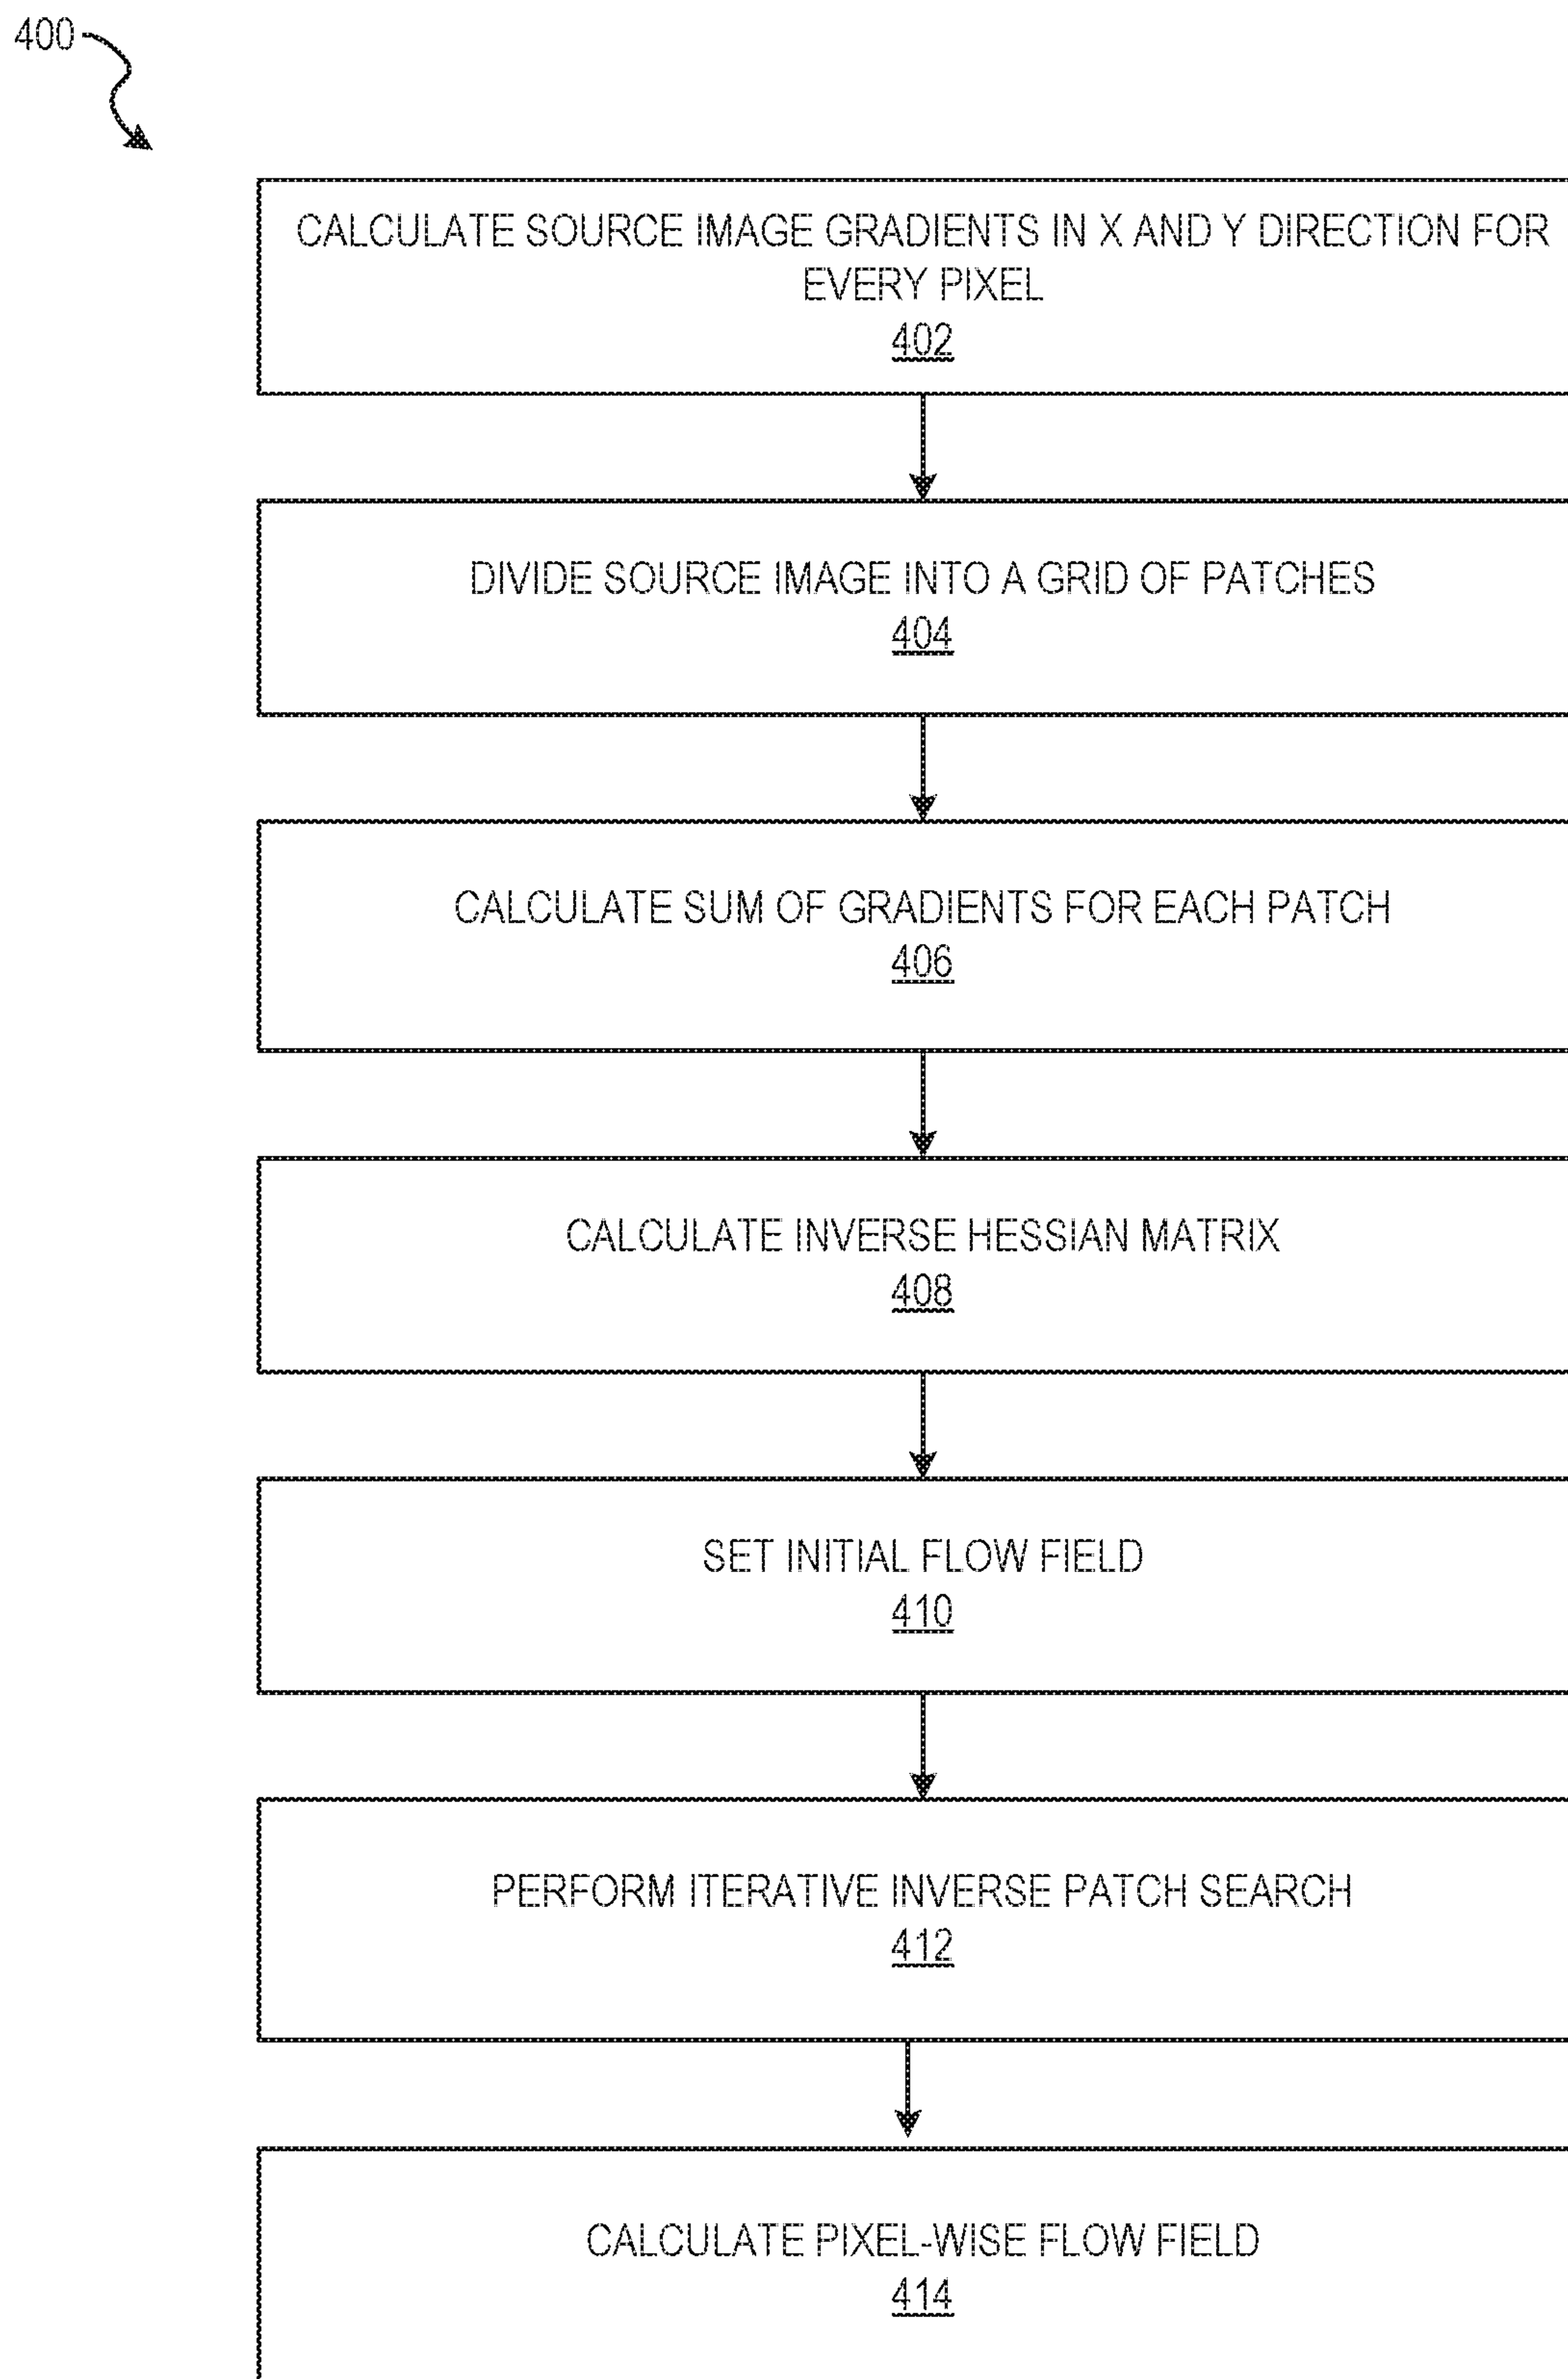 400
CALCULATE SOURCE IMAGE GRADIENTS IN X AND Y DIRECTION FOR
EVERY PIXEL
402
DIVIDE SOURCE IMAGE INTO A GRID OF PATCHES
404
CALCULATE SUM OF GRADIENTS FOR EACH PATCH
406
CALCULATE INVERSE HESSIAN MATRIX
408
SET INITIAL FLOW FIELD
410
PERFORM ITERATIVE INVERSE PATCH SEARCH
412
CALCULATE PIXEL-WISE FLOW FIELD
414